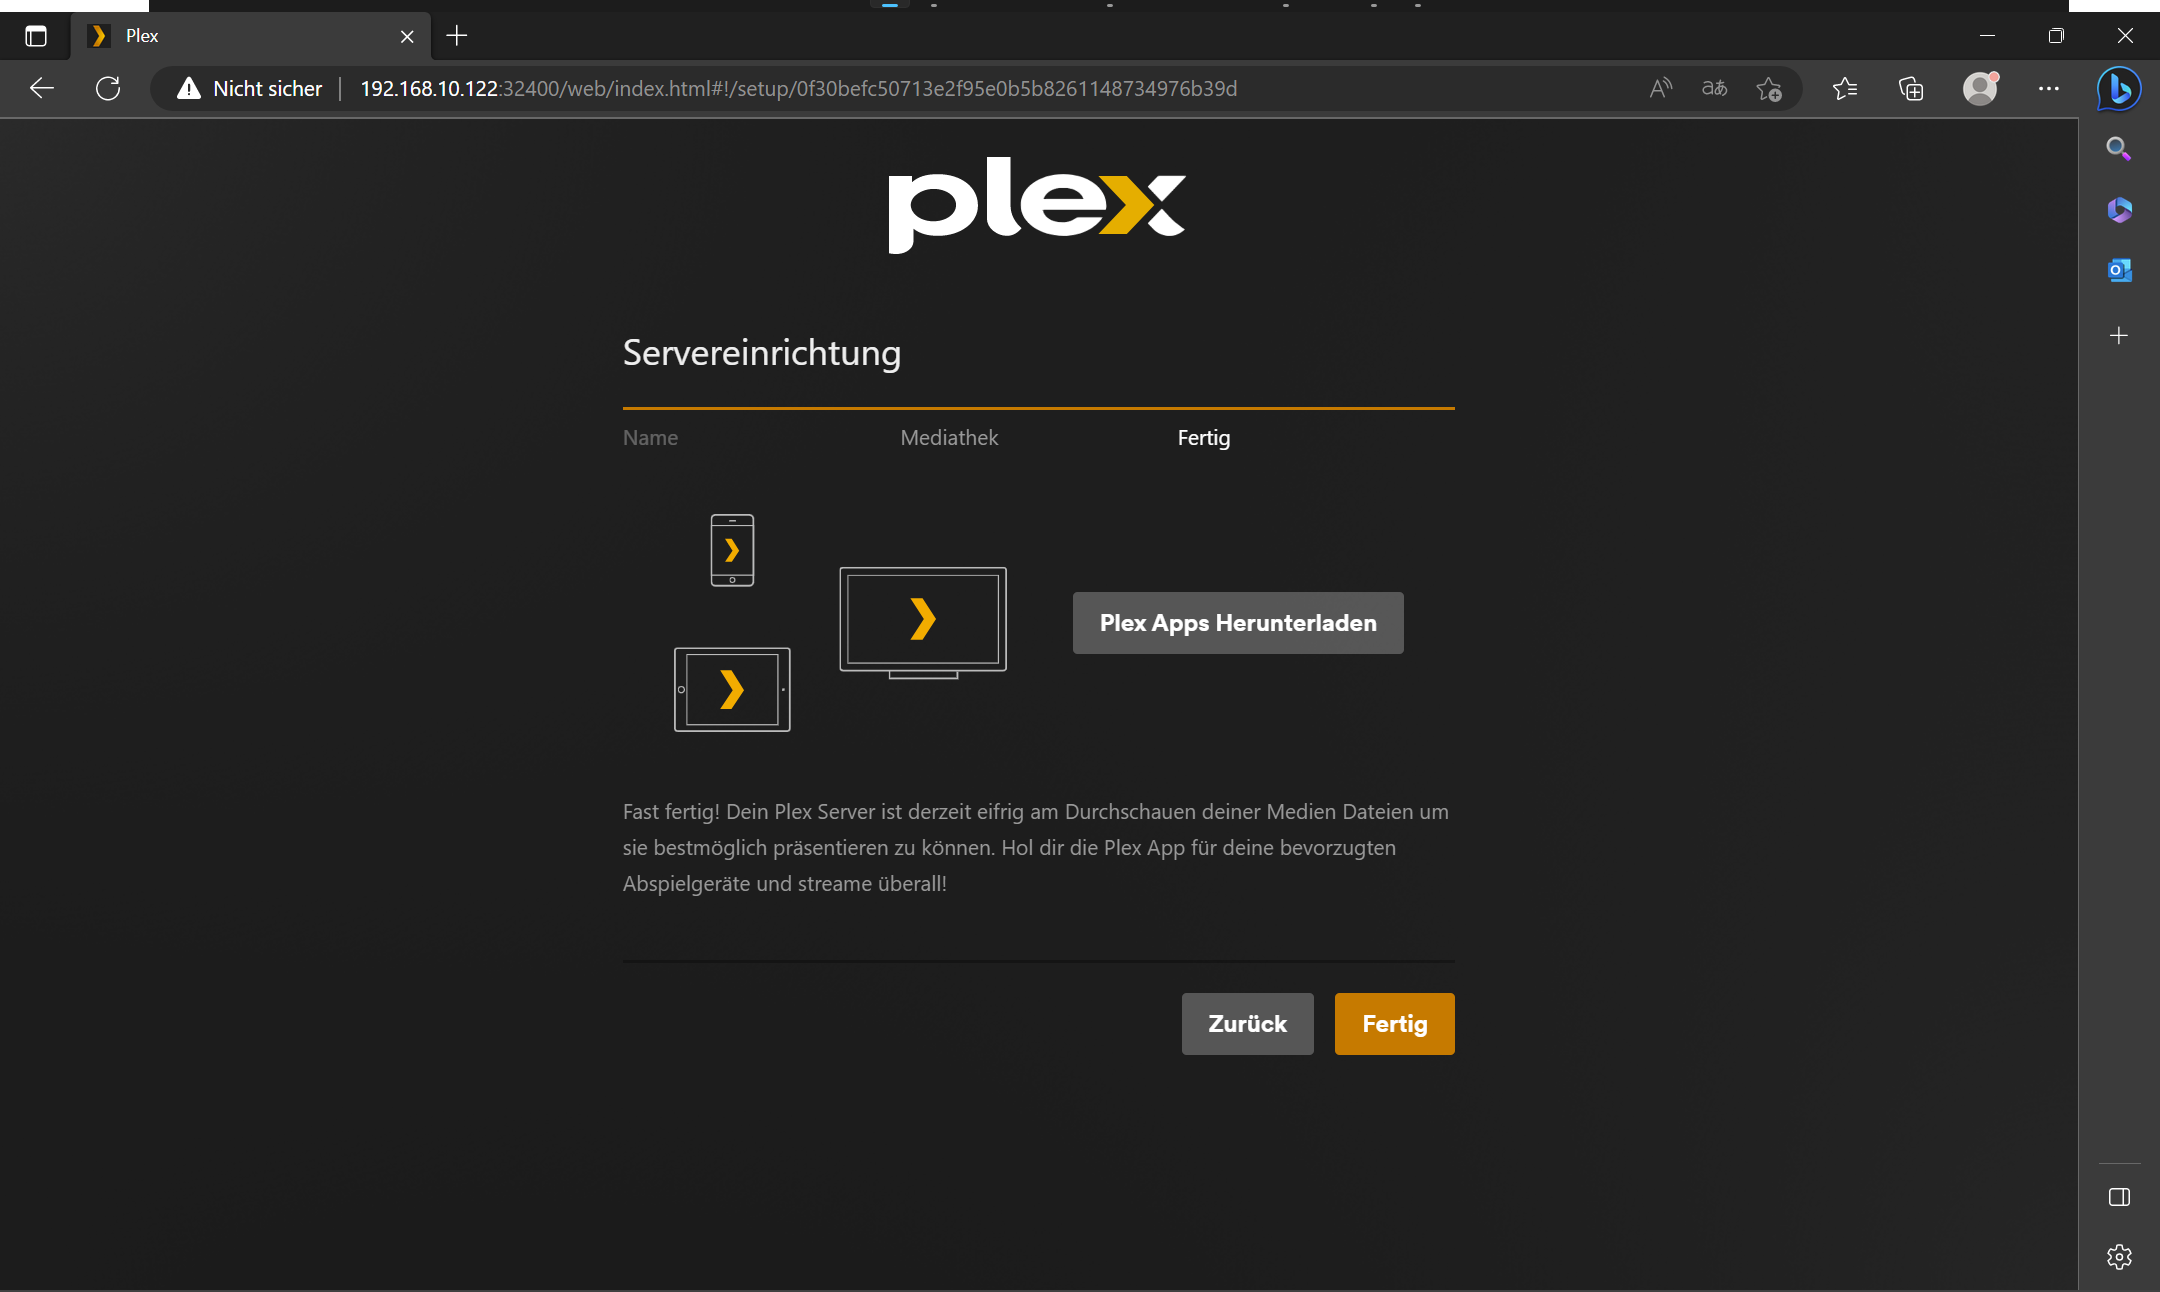 Plex
Nicht sicher
192.168.10.122:32400/web/index.html#!/setup/0f30befc50713e2f95e0b5b8261148734976b39d
plex
Servereinrichtung
Name Mediathek Fertig
Plex Apps Herunterladen
Fast fertig! Dein Plex Server ist derzeit eifrig am Durchschauen deiner Medien Dateien um
sie bestmöglich präsentieren zu können. Hol dir die Plex App für deine bevorzugten
Abspielgeräte und streame überall!
Zurück Fertig